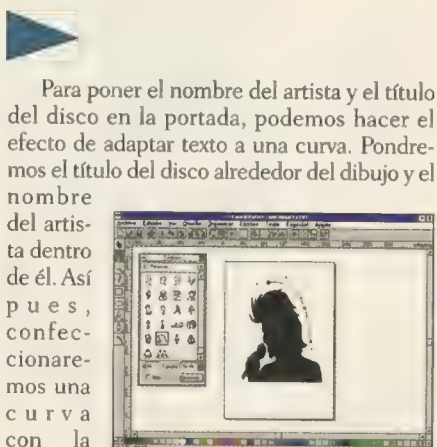 Para poner el nombre del artista y el título
del disco en la portada, podemos hacer el
efecto de adaptar texto a una curva. Pondre-
mos el título del disco alrededor del dibujo y el
nombre
del artis-
ta dentro
de él. Así
pues,
confec-
cionare-
mos una
curva
con la